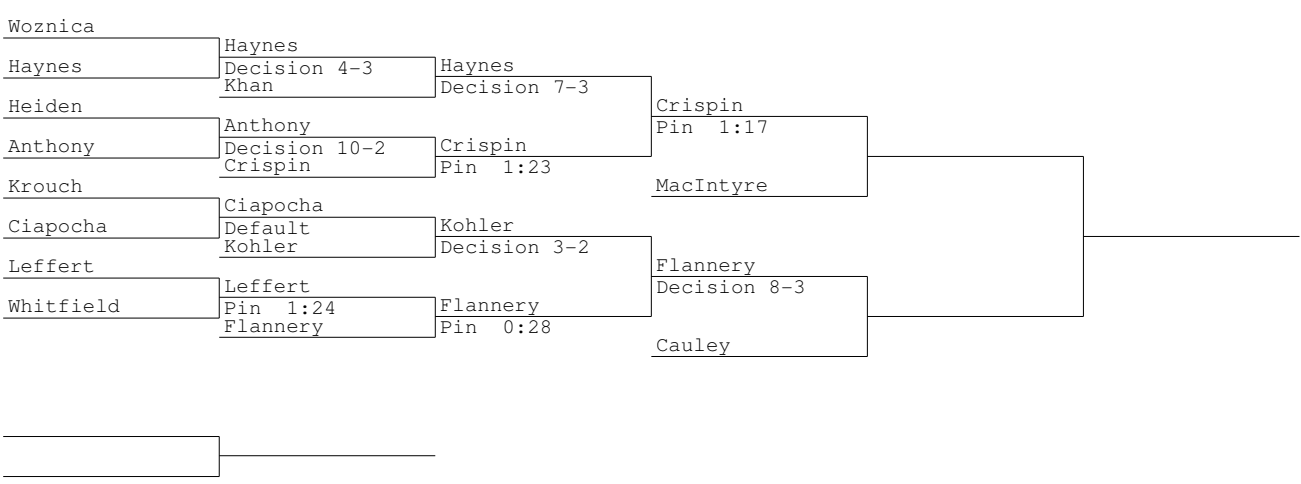 Woznica
Haynes
Haynes
Decision 4-3
Haynes
Khan
Decision 7-3
Heiden
Crispin
Anthony
Pin 1:17
Anthony
Decision 10-2
Crispin
Crispin
Pin 1:23
Krouch
MacIntyre
Ciapocha
Ciapocha
Default
Kohler
Kohler
Decision 3-2
Leffert
Flannery
Leffert
Decision 8-3
Whitfield
Pin 1:24
Flannery
Flannery
Pin 0:28
Cauley